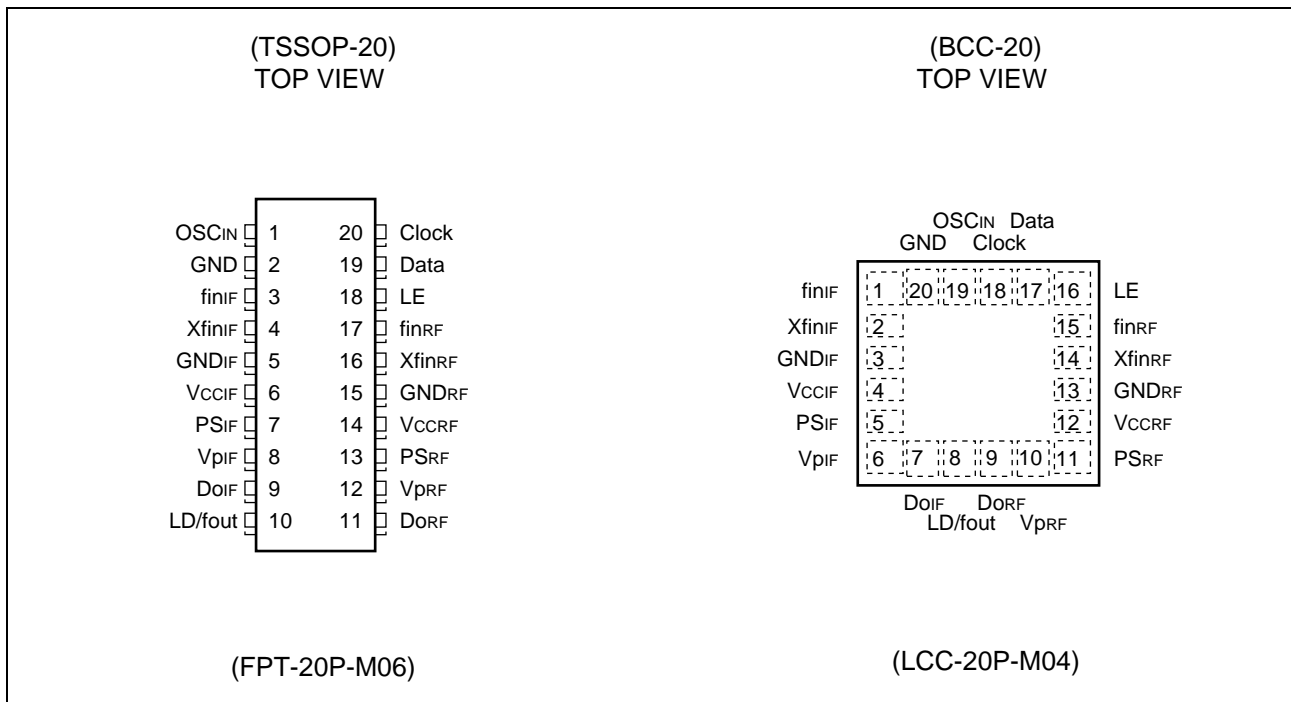 (TSSOP-20)
TOP VIEW
OSCIN 1 20 Clock
GND 2 19 Data
finIF 3 18 LE
XfinIF 4 17 finRF
GNDIF 5 16 XfinRF
VCCIF 6 15 GNDRF
PSIF 7 14 VCCRF
VpIF 8 13 PSRF
DoIF 9 12 VpRF
LD/fout 10 11 DoRF
(FPT-20P-M06)
(BCC-20)
TOP VIEW
OSCIN Data
GND Clock
finIF 1 20 19 18 17 16 LE
XfinIF 2 15 finRF
GNDIF 3 14 XfinRF
VCCIF 4 13 GNDRF
PSIF 5 12 VCCRF
VpIF 6 7 8 9 10 11 PSRF
DoIF DoRF
LD/fout VpRF
(LCC-20P-M04)